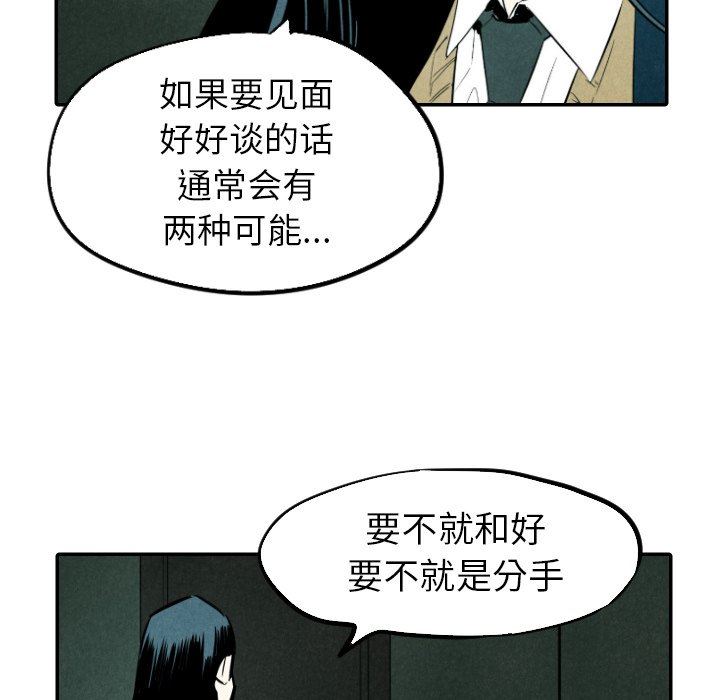 如果要见面
好好谈的话
通常会有
两种可能...
要不就和好
要不就是分手